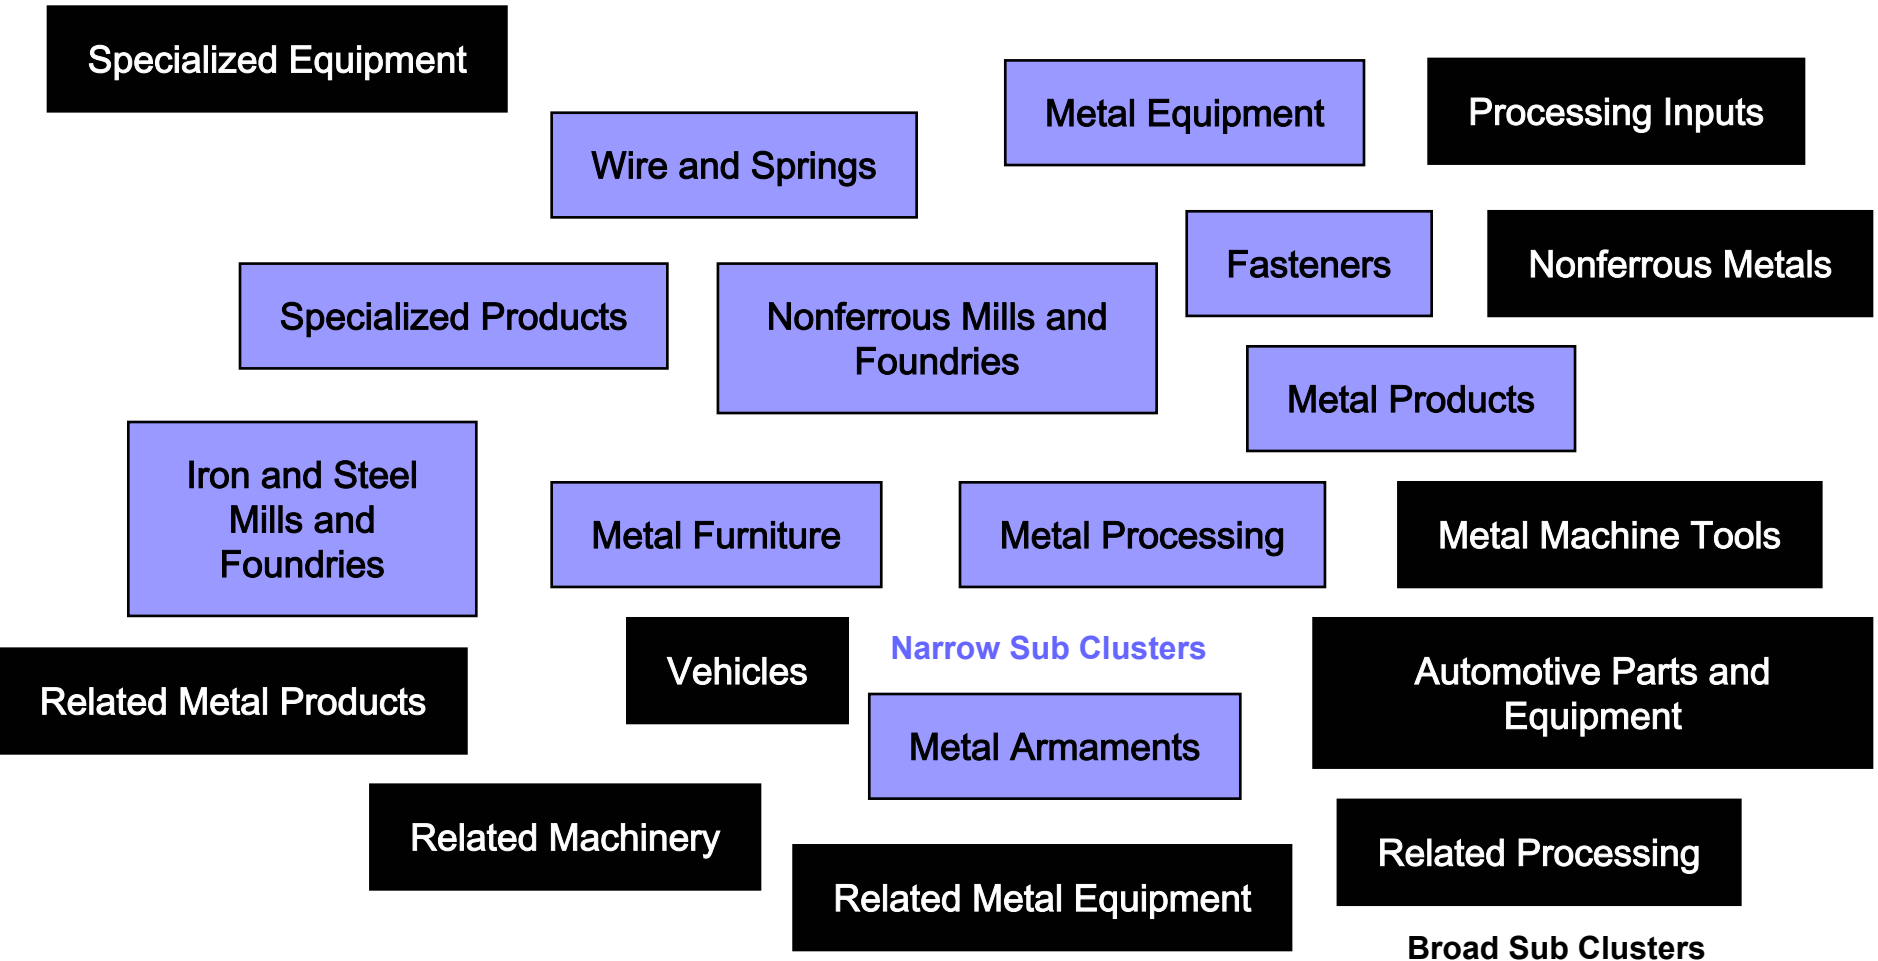 Specialized Equipment
Metal Equipment
Processing Inputs
Wire and Springs
Fasteners
Nonferrous Metals
Specialized Products
Nonferrous Mills and
Foundries
Metal Products
Iron and Steel
Mills and
Foundries
Metal Furniture
Metal Processing
Metal Machine Tools
Narrow Sub Clusters
Vehicles
Automotive Parts and
Equipment
Related Metal Products
Metal Armaments
Related Machinery
Related Processing
Related Metal Equipment
Broad Sub Clusters